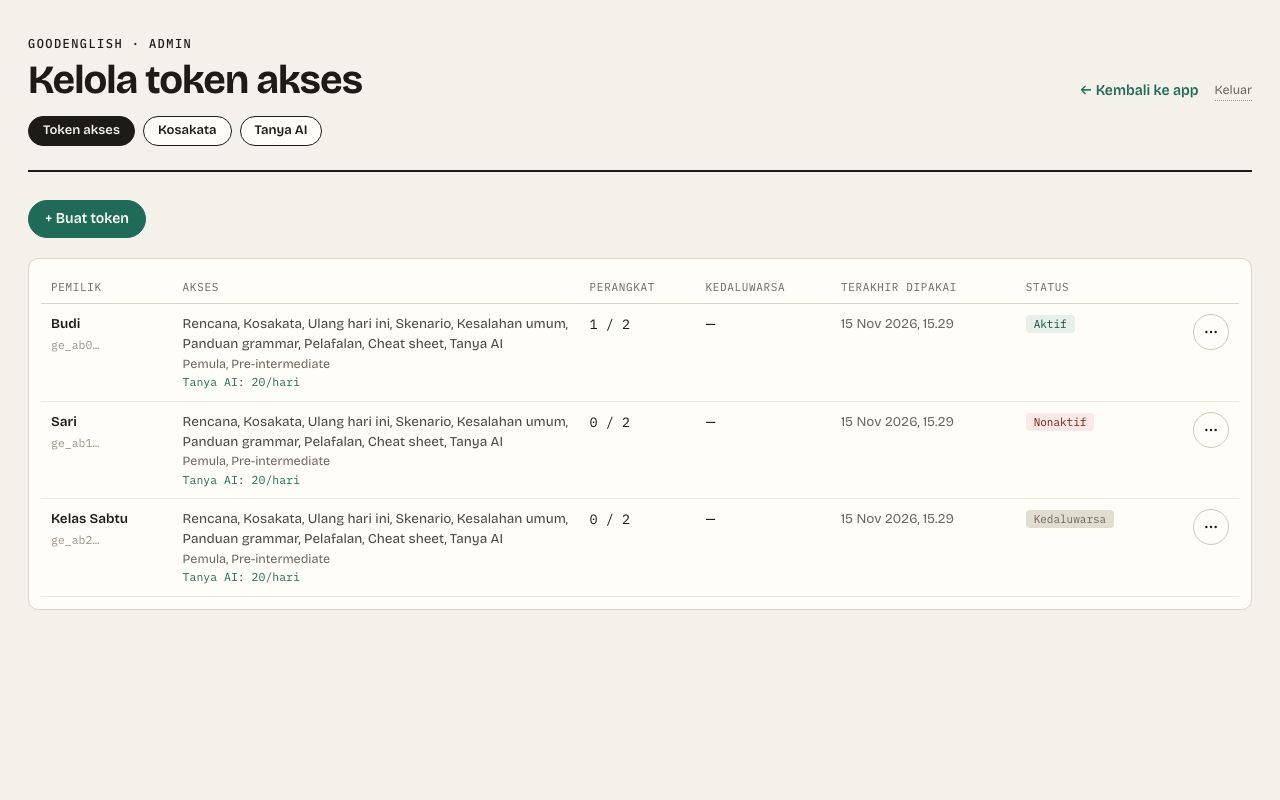 GOODENGLISH · ADMIN
Kelola token akses
← Kembali ke app
Keluar
Token akses
Kosakata
Tanya AI
+ Buat token
PEMILIK AKSES PERANGKAT KEDALUWARSA TERAKHIR DIPAKAI STATUS
Budi
ge_ab0…
Rencana, Kosakata, Ulang hari ini, Skenario, Kesalahan umum,
Panduan grammar, Pelafalan, Cheat sheet, Tanya AI
Pemula, Pre-intermediate
Tanya AI: 20/hari
1 / 2
—
15 Nov 2026, 15.29
Aktif
···
Sari
ge_ab1…
Rencana, Kosakata, Ulang hari ini, Skenario, Kesalahan umum,
Panduan grammar, Pelafalan, Cheat sheet, Tanya AI
Pemula, Pre-intermediate
Tanya AI: 20/hari
0 / 2
—
15 Nov 2026, 15.29
Nonaktif
···
Kelas Sabtu
ge_ab2…
Rencana, Kosakata, Ulang hari ini, Skenario, Kesalahan umum,
Panduan grammar, Pelafalan, Cheat sheet, Tanya AI
Pemula, Pre-intermediate
Tanya AI: 20/hari
0 / 2
—
15 Nov 2026, 15.29
Kedaluwarsa
···